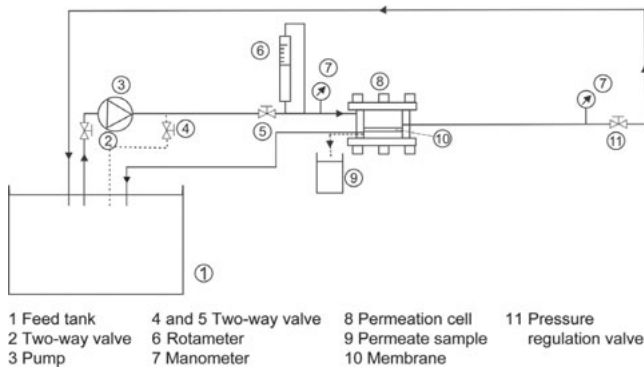 6
7
8
7
3
4
5
2
10
11
9
1
1 Feed tank
2 Two-way valve
3 Pump
4 and 5 Two-way valve
6 Rotameter
7 Manometer
8 Permeation cell
9 Permeate sample
10 Membrane
11 Pressure
regulation valve